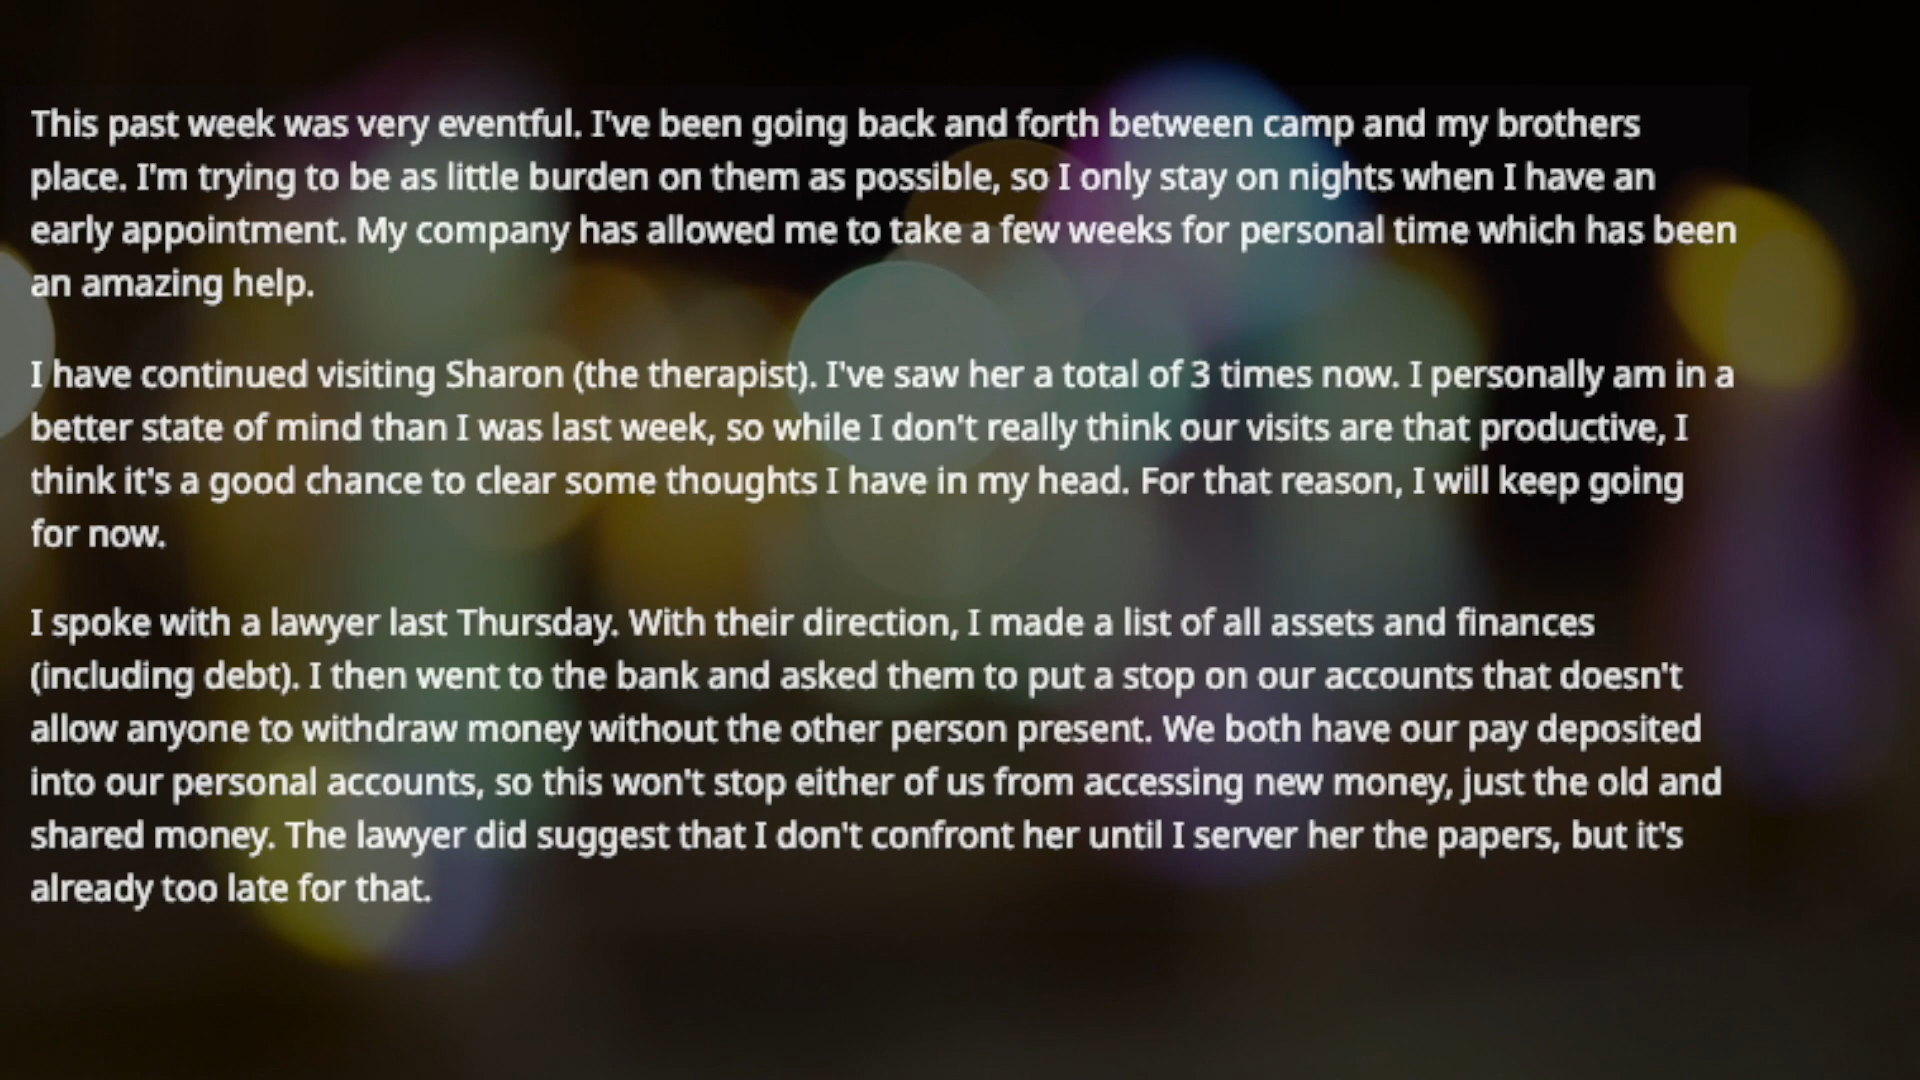 This past week was very eventful. I've been going back and forth between camp and my brothers
place. I'm trying to be as little burden on them as possible, so I only stay on nights when I have an
early appointment. My company has allowed me to take a few weeks for personal time which has been
an amazing help.
I have continued visiting Sharon (the therapist). I've saw her a total of 3 times now. I personally am in a
better state of mind than I was last week, so while I don't really think our visits are that productive, I
think it's a good chance to clear some thoughts I have in my head. For that reason, I will keep going
for now.
I spoke with a lawyer last Thursday. With their direction, I made a list of all assets and finances
(including debt). I then went to the bank and asked them to put a stop on our accounts that doesn't
allow anyone to withdraw money without the other person present. We both have our pay deposited
into our personal accounts, so this won't stop either of us from accessing new money, just the old and
shared money. The lawyer did suggest that I don't confront her until I server her the papers, but it's
already too late for that.